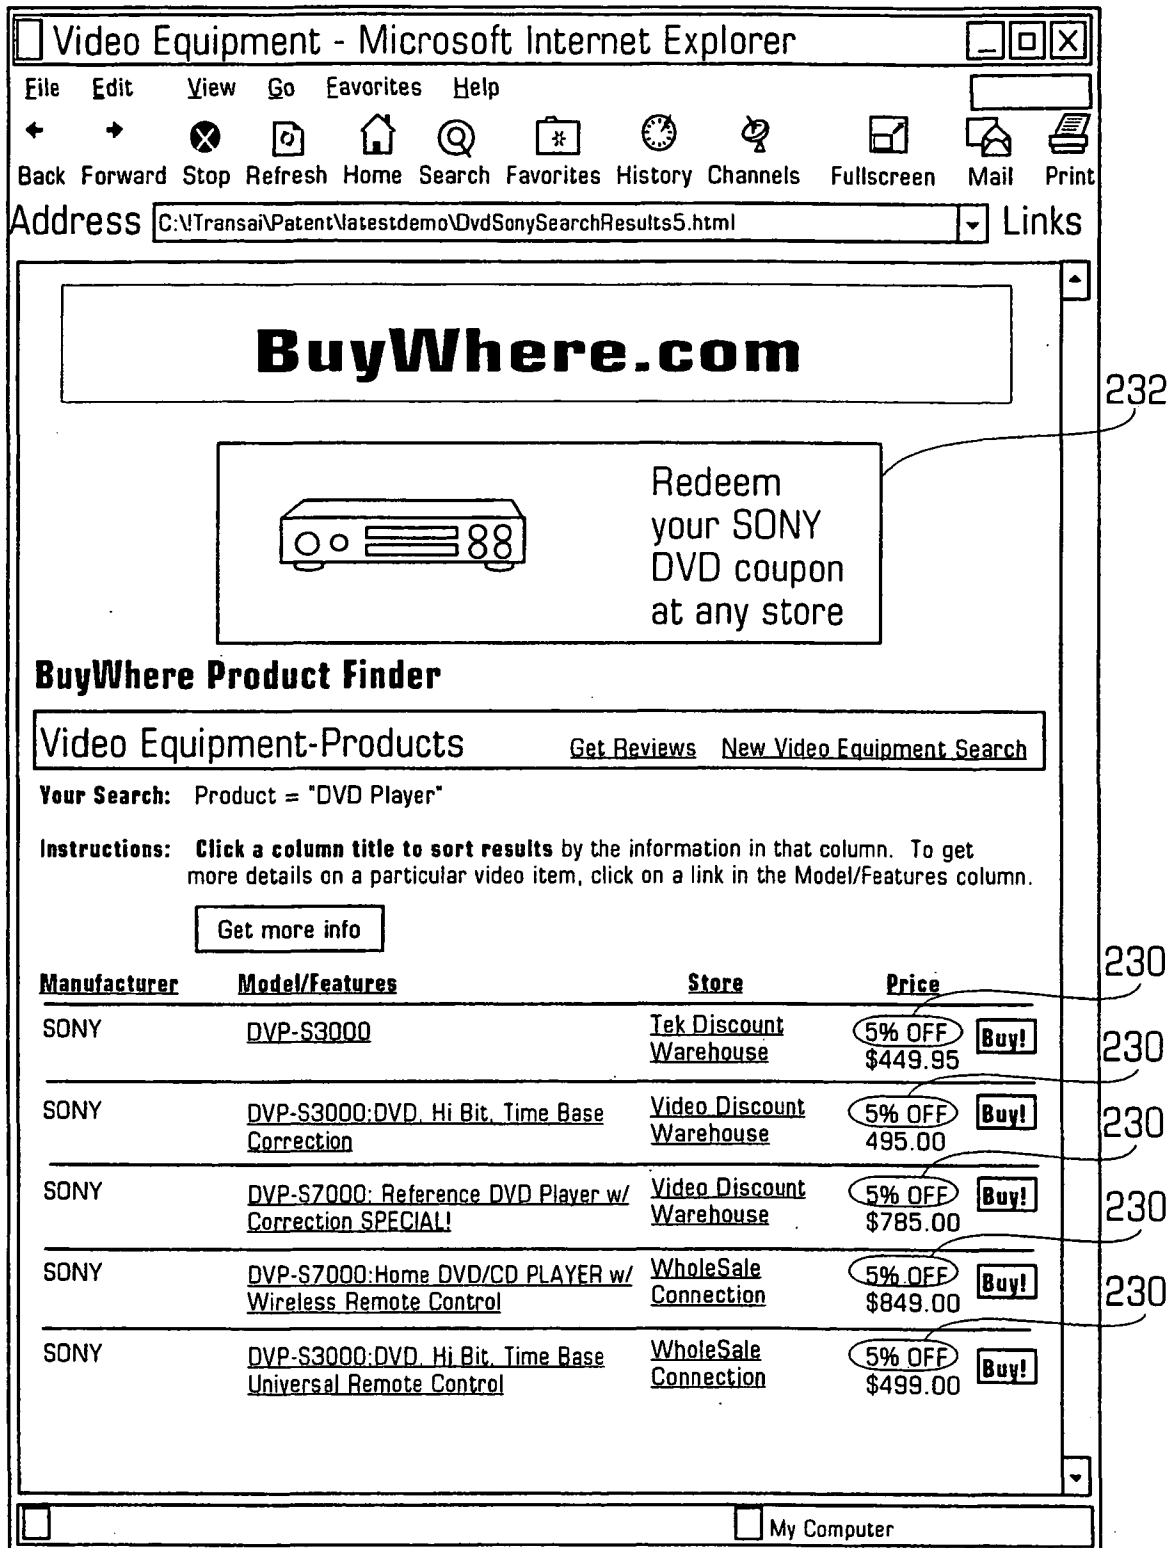 Video Equipment - Microsoft Internet Explorer
File Edit View Go Favorites Help
Back Forward Stop Refresh Home Search Favorites History Channels Fullscreen Mail Print
Address C:\!Transai\Patent\latestdemo\DvdSonySearchResults5.html Links
BuyWhere.com
232
Redeem
your SONY
DVD coupon
at any store
BuyWhere Product Finder
Video Equipment-Products Get Reviews New Video Equipment Search
Your Search: Product = "DVD Player"
Instructions: Click a column title to sort results by the information in that column. To get
more details on a particular video item, click on a link in the Model/Features column.
Get more info
230
Manufacturer Model/Features Store Price
SONY DVP-S3000 Tek Discount 5% OFF Buy!
Warehouse $449.95
230
SONY DVP-S3000:DVD, Hi Bit, Time Base Video Discount 5% OFF Buy!
Correction Warehouse 495.00
230
SONY DVP-S7000: Reference DVD Player w/ Video Discount 5% OFF Buy!
Correction SPECIAL! Warehouse $785.00
230
SONY DVP-S7000:Home DVD/CD PLAYER w/ WholeSale 5% OFF Buy!
Wireless Remote Control Connection $849.00
230
SONY DVP-S3000:DVD, Hi Bit, Time Base WholeSale 5% OFF Buy!
Universal Remote Control Connection $499.00
My Computer